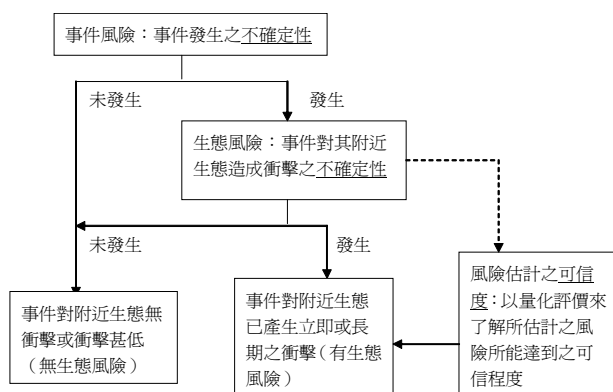 事件風險：事件發生之不確定性
未發生
發生
生態風險：事件對其附近
生態造成衝擊之不確定性
未發生
發生
事件對附近生態無
衝擊或衝擊甚低
（無生態風險）
事件對附近生態
已產生立即或長
期之衝擊（有生態
風險）
風險估計之可信
度：以量化評價來
了解所估計之風
險所能達到之可
信程度